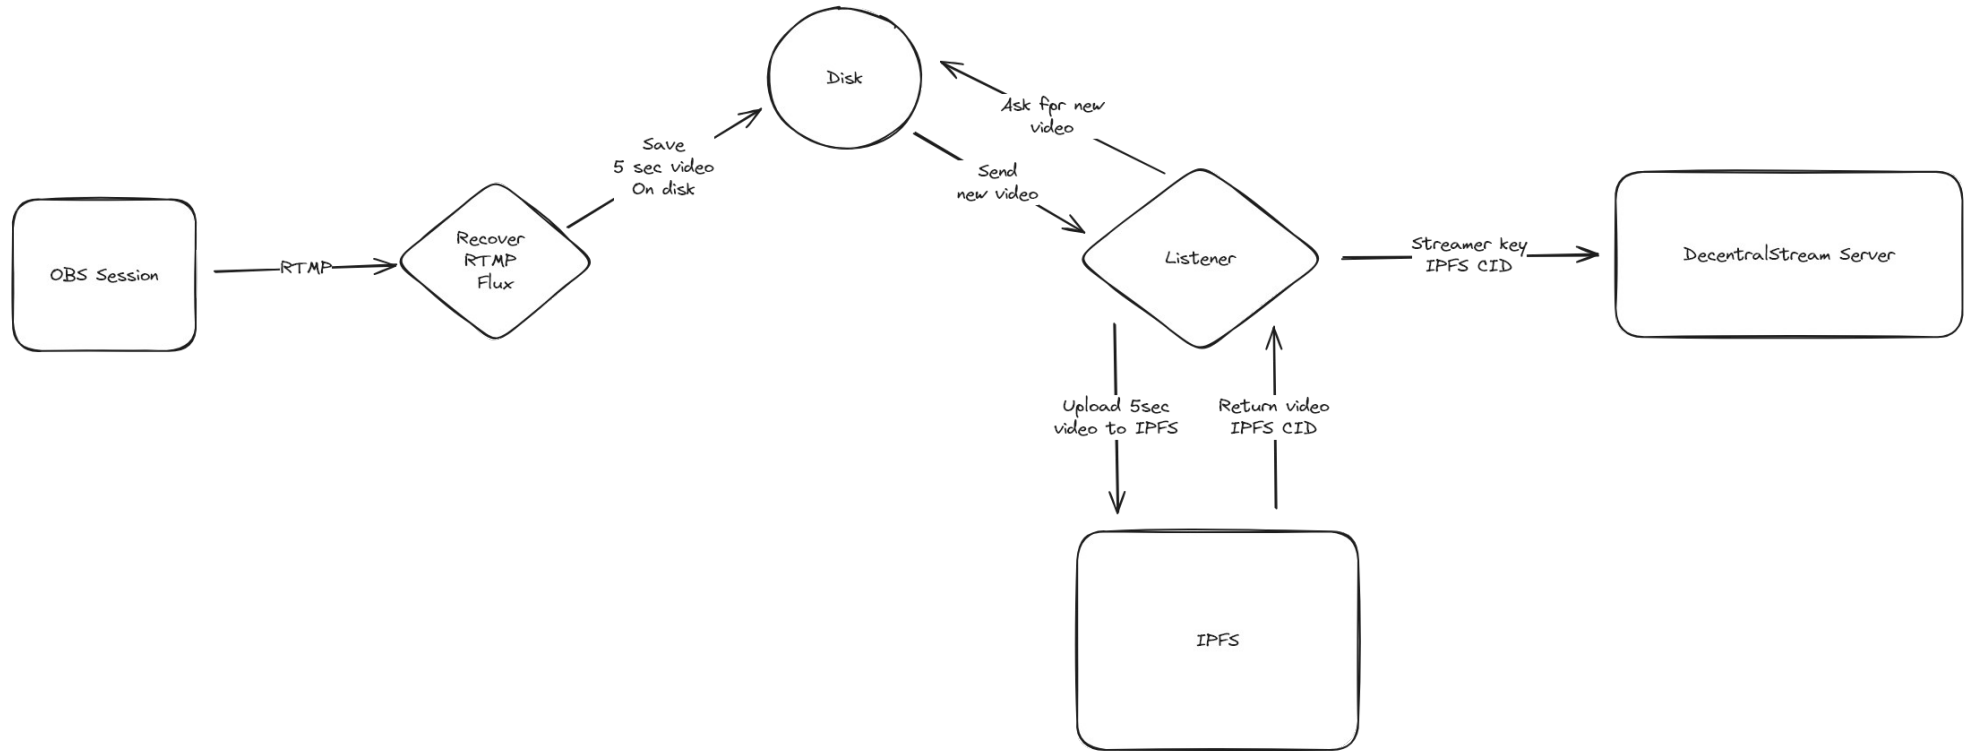 Disk
Ask for new
video
Save
5 sec video
On disk
Send
new video
OBS Session
RTMP
Recover
RTMP
Flux
Listener
Streamer key
IPFS CID
DecentralStream Server
Upload 5sec
video to IPFS
Return video
IPFS CID
IPFS